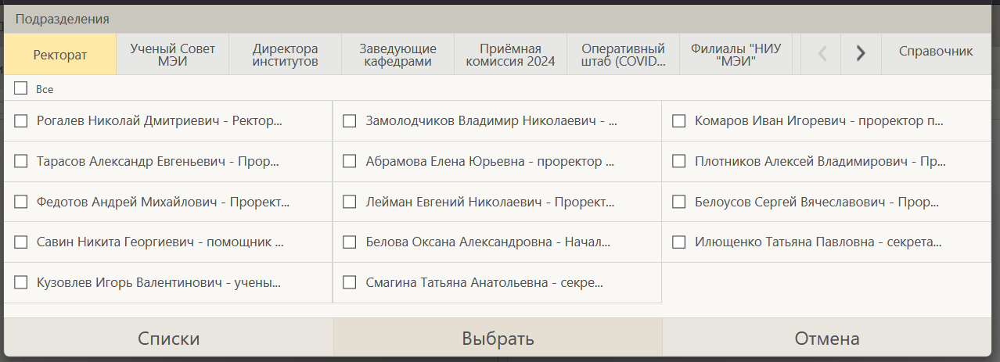 Подразделения
Ректорат
Ученый Совет
МЭИ
Директора
институтов
Заведующие
кафедрами
Приёмная
комиссия 2024
Оперативный
штаб (COVID...
Филиалы "НИУ
"МЭИ"
Справочник
Все
Рогалев Николай Дмитриевич - Ректор...
Замолодчиков Владимир Николаевич - ...
Комаров Иван Игоревич - проректор п...
Тарасов Александр Евгеньевич - Прор...
Абрамова Елена Юрьевна - проректор ...
Плотников Алексей Владимирович - Пр...
Федотов Андрей Михайлович - Прорект...
Лейман Евгений Николаевич - Прорект...
Белоусов Сергей Вячеславович - Прор...
Савин Никита Георгиевич - помощник ...
Белова Оксана Александровна - Начал...
Илющенко Татьяна Павловна - секрета...
Кузовлев Игорь Валентинович - учены...
Смагина Татьяна Анатольевна - секре...
Списки
Выбрать
Отмена